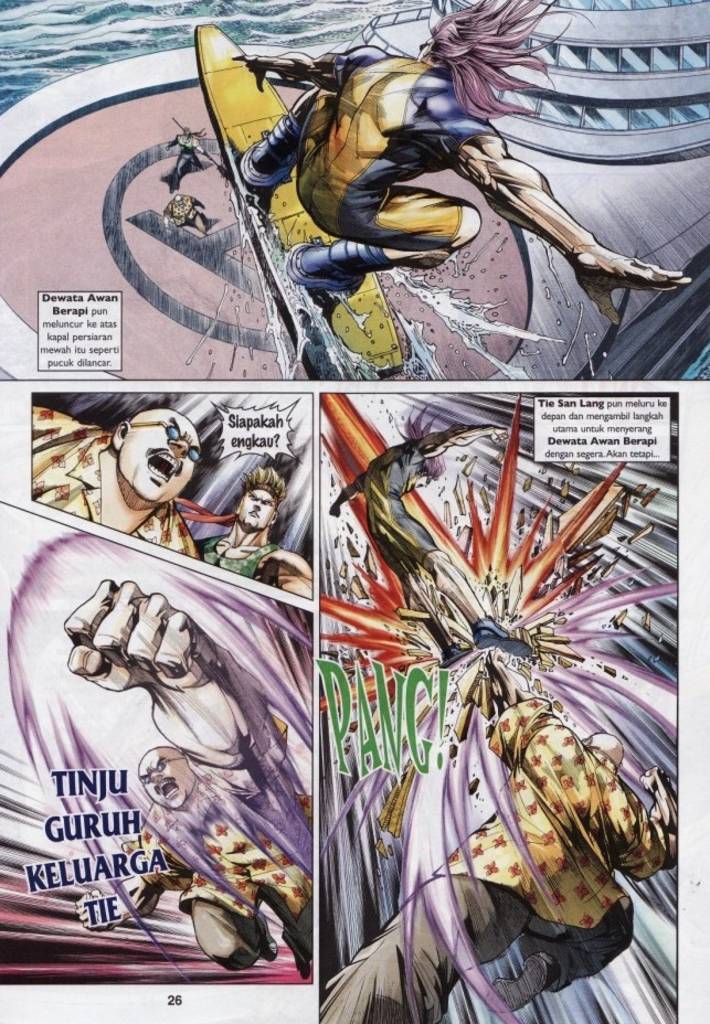 Dewata Awan
Berapi pun
meluncur ke atas
kapal persiaran
mewah itu seperti
pucuk dilancar.
Siapakah
engkau?
Tie San Lang pun meluru ke
depan dan mengambil langkah
utama untuk menyerang
Dewata Awan Berapi
dengan segera. Akan tetapi...
TINJU
GURUH
KELUARGA
TIE
PANG!
26